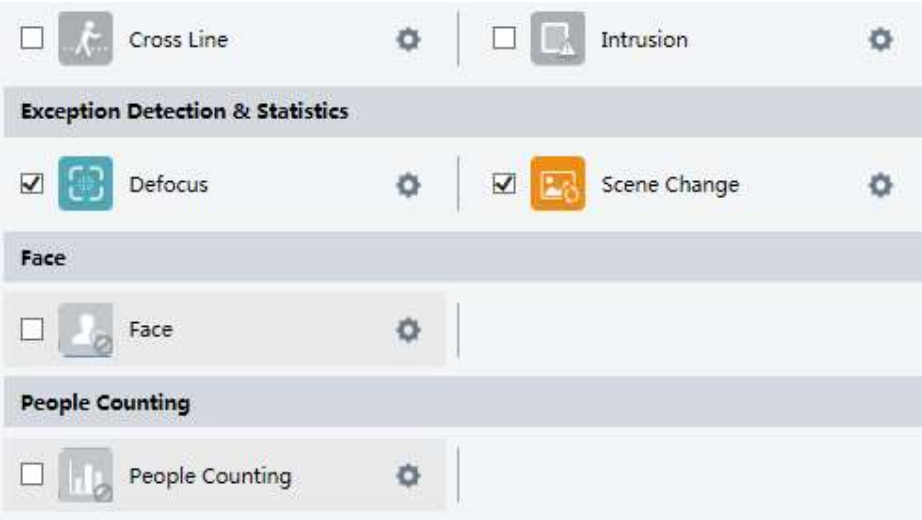 Cross Line
Intrusion
Exception Detection & Statistics
Defocus
Scene Change
Face
Face
People Counting
People Counting